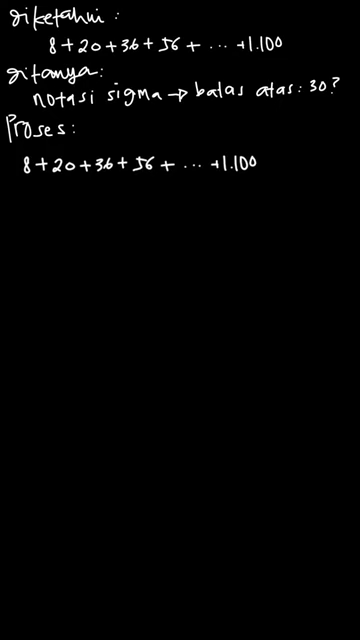 diketahui:
8+20+36+56+ ... +1.100
ditanya:
notasi sigma → batas atas: 30?
Proses:
8+20+36+56+ ... +1.100